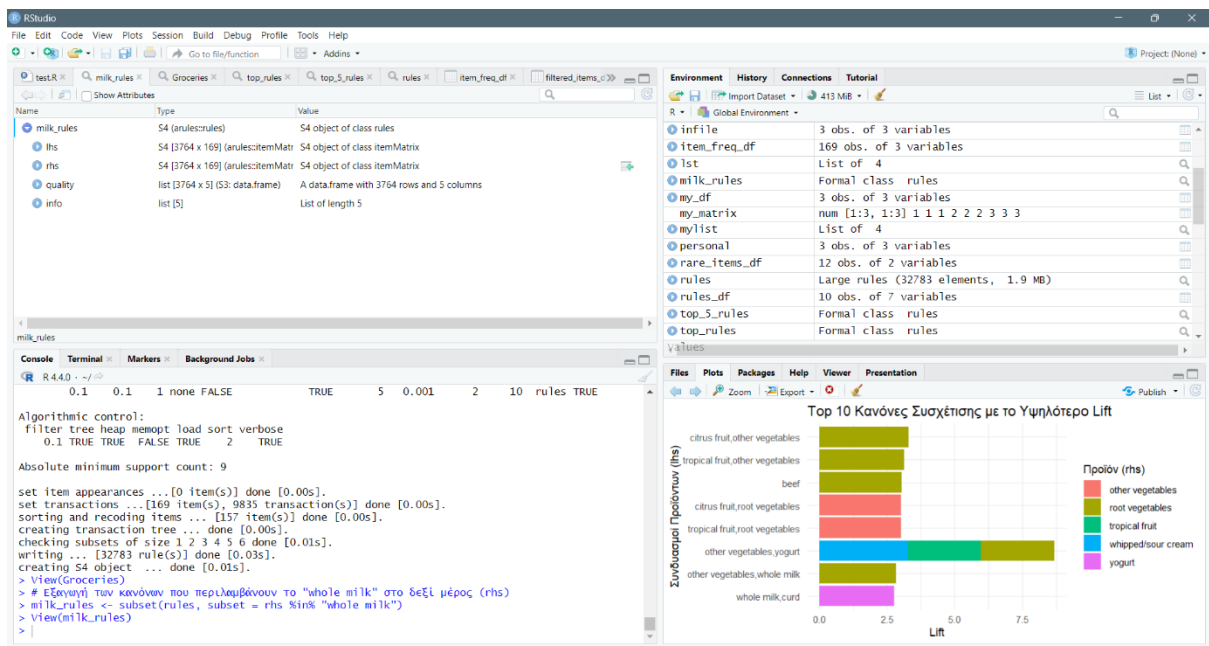 RStudio
File Edit Code View Plots Session Build Debug Profile Tools Help
Go to file/function
Addins
Project: (None)
test.R
milk_rules
Groceries
top_rules
top_5_rules
rules
item_freq_df
filtered_items_d
Show Attributes
Name Type Value
milk_rules S4 (arules::rules) S4 object of class rules
lhs S4 [3764 x 169] (arules::itemMatr S4 object of class itemMatrix
rhs S4 [3764 x 169] (arules::itemMatr S4 object of class itemMatrix
quality list [3764 x 5] (S3: data.frame) A data.frame with 3764 rows and 5 columns
info list [5] List of length 5
milk_rules
Console Terminal Markers Background Jobs
R 4.4.0 · ~/
0.1 0.1 1 none FALSE TRUE 5 0.001 2 10 rules TRUE
Algorithmic control:
filter tree heap memopt load sort verbose
0.1 TRUE TRUE FALSE TRUE 2 TRUE
Absolute minimum support count: 9
set item appearances ...[0 item(s)] done [0.00s].
set transactions ...[169 item(s), 9835 transaction(s)] done [0.00s].
sorting and recoding items ... [157 item(s)] done [0.00s].
creating transaction tree ... done [0.00s].
checking subsets of size 1 2 3 4 5 6 done [0.01s].
writing ... [32783 rule(s)] done [0.03s].
creating S4 object ... done [0.01s].
> View(Groceries)
> # Εξαγωγή των κανόνων που περιλαμβάνουν το "whole milk" στο δεξί μέρος (rhs)
> milk_rules <- subset(rules, subset = rhs %in% "whole milk")
> View(milk_rules)
>
Environment History Connections Tutorial
Import Dataset 413 MiB List
R Global Environment
infile 3 obs. of 3 variables
item_freq_df 169 obs. of 3 variables
lst List of 4
milk_rules Formal class rules
my_df 3 obs. of 3 variables
my_matrix num [1:3, 1:3] 1 1 1 2 2 2 3 3 3
mylist List of 4
personal 3 obs. of 3 variables
rare_items_df 12 obs. of 2 variables
rules Large rules (32783 elements, 1.9 MB)
rules_df 10 obs. of 7 variables
top_5_rules Formal class rules
top_rules Formal class rules
values
Files Plots Packages Help Viewer Presentation
Zoom Export Publish
Top 10 Κανόνες Συσχέτισης με το Υψηλότερο Lift
Συνδυασμοί Προϊόντων (lhs)
citrus fruit,other vegetables
tropical fruit,other vegetables
beef
citrus fruit,root vegetables
tropical fruit,root vegetables
other vegetables,yogurt
other vegetables,whole milk
whole milk,curd
0.0 2.5 5.0 7.5
Lift
Προϊόν (rhs)
other vegetables
root vegetables
tropical fruit
whipped/sour cream
yogurt